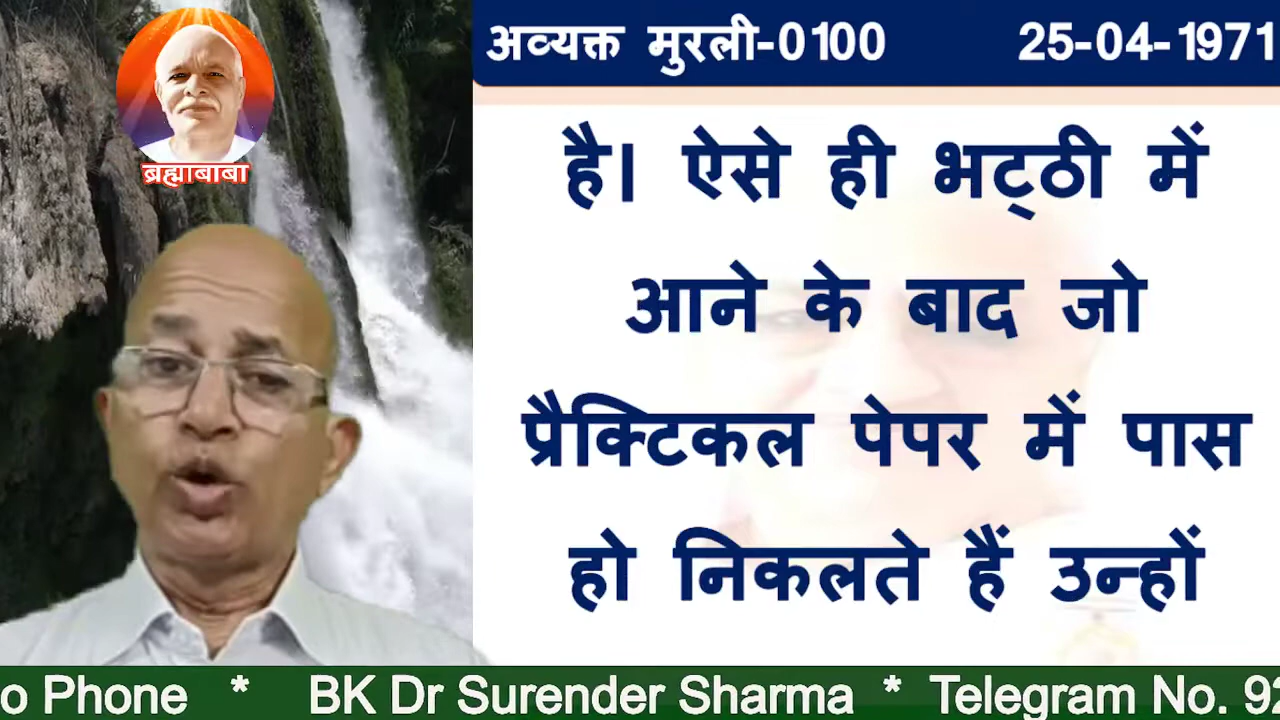 अव्यक्त मुरली-0100 25-04-1971
ब्रह्माबाबा
है। ऐसे ही भट्ठी में
आने के बाद जो
प्रैक्टिकल पेपर में पास
हो निकलते हैं उन्हों
o Phone * BK Dr Surender Sharma * Telegram No. 92